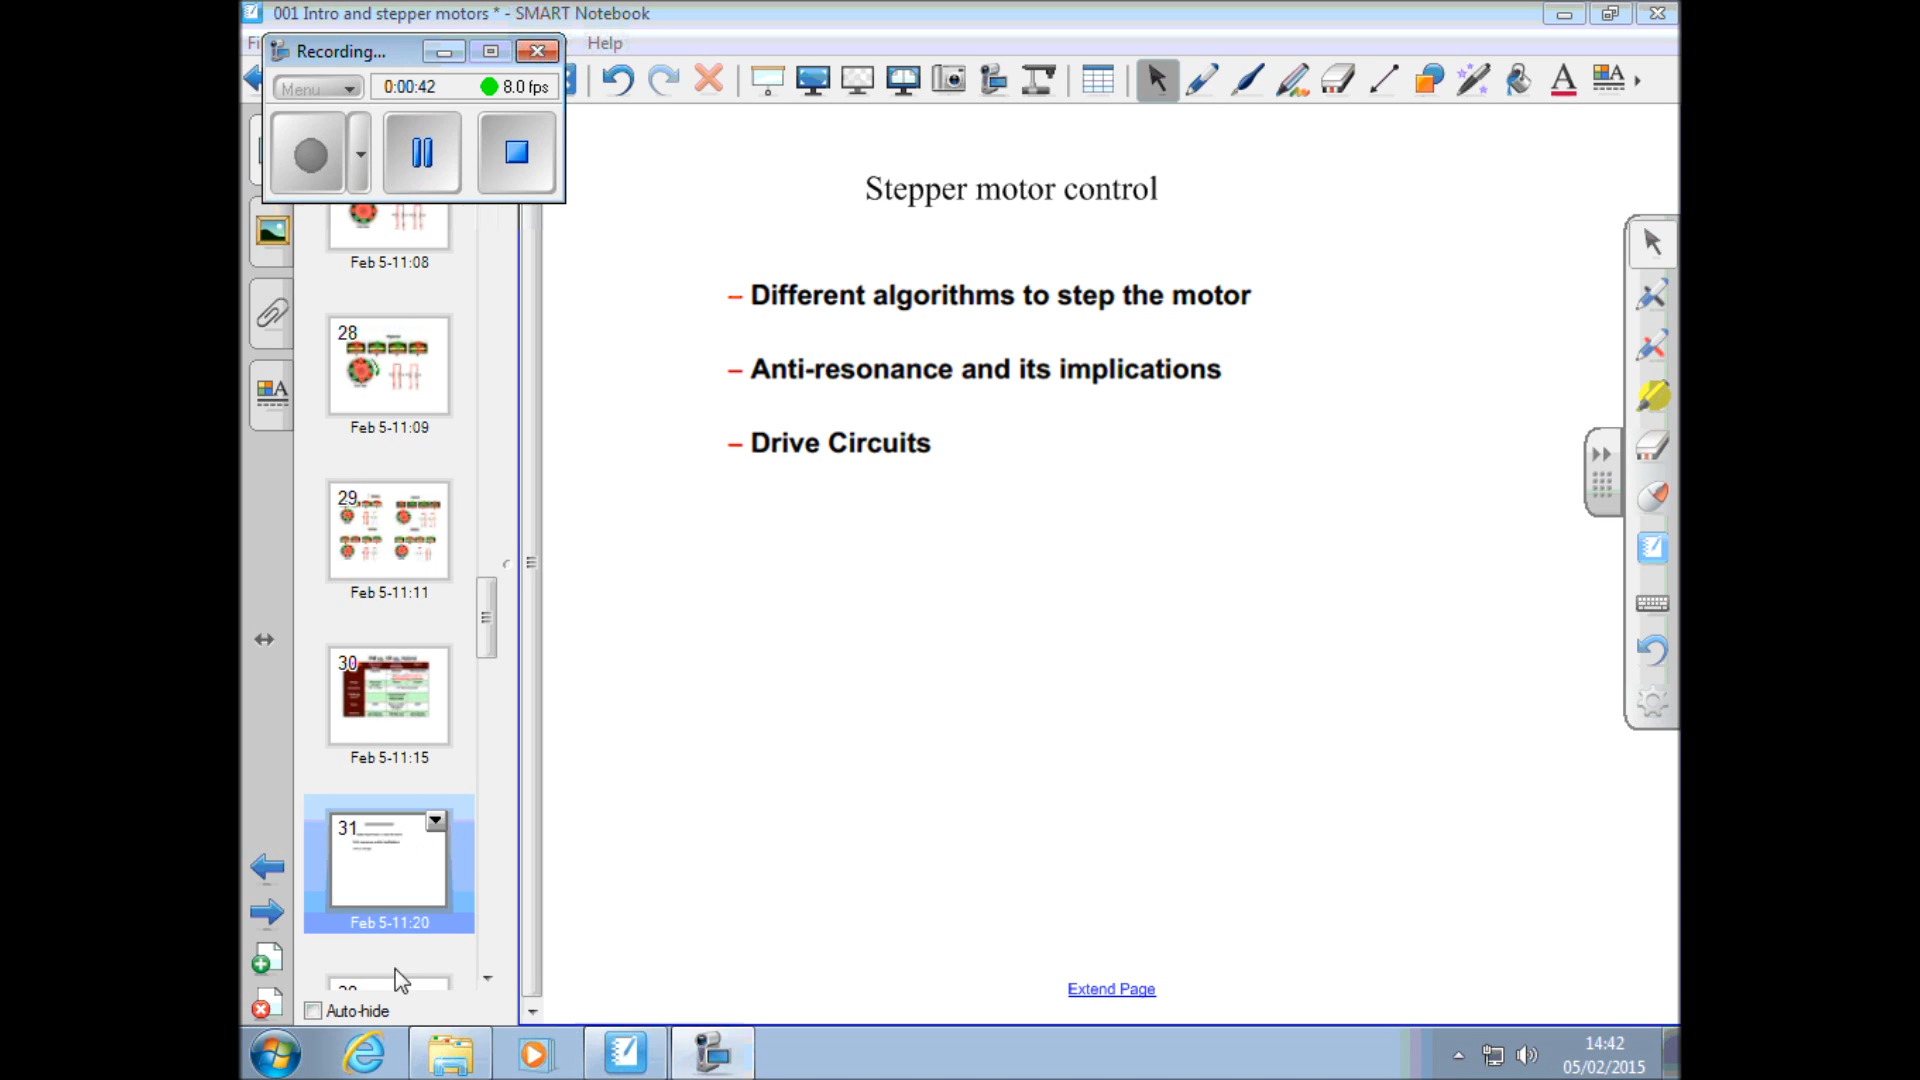 001 Intro and stepper motors * - SMART Notebook
Fi
Help
Recording...
Menu
0:00:42
8.0 fps
Feb 5-11:08
28
Feb 5-11:09
29
Feb 5-11:11
30
Feb 5-11:15
31
Feb 5-11:20
Auto-hide
Stepper motor control
– Different algorithms to step the motor
– Anti-resonance and its implications
– Drive Circuits
Extend Page
14:42
05/02/2015